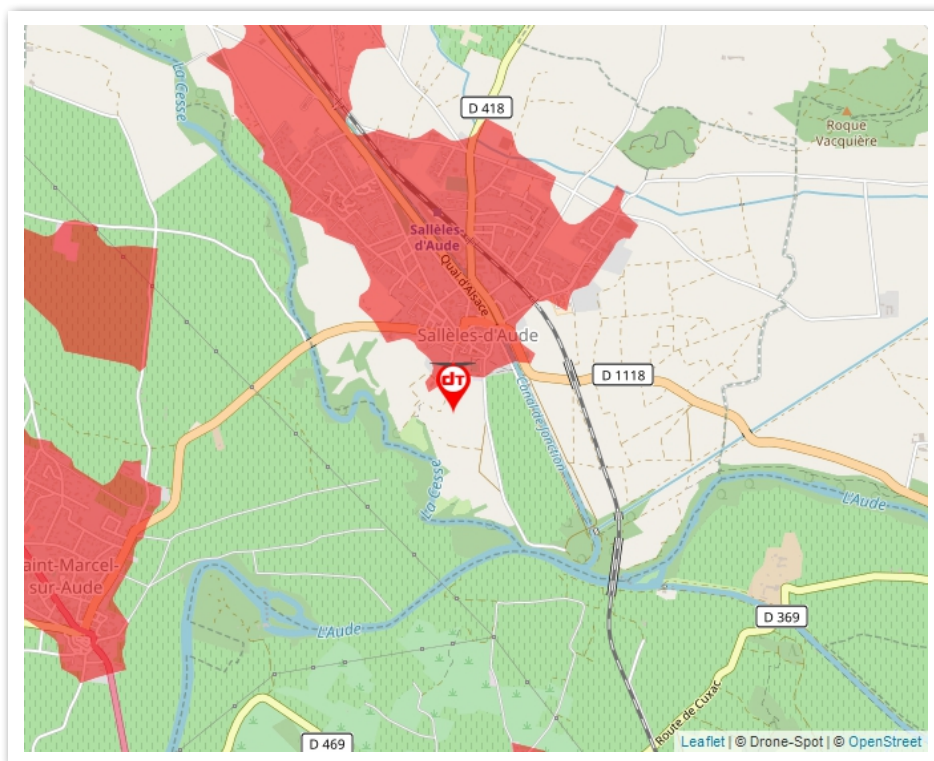 La Cesse
D 418
Roque
Vacquière
Sallèles-
d'Aude
Quai d'Alsace
Sallèles-d'Aude
dT
D 1118
Canal de Jonction
La Cesse
L'Aude
aint-Marcel-
sur-Aude
L'Aude
D 369
Route de Cuxac
D 469
Leaflet | © Drone-Spot | © OpenStreet